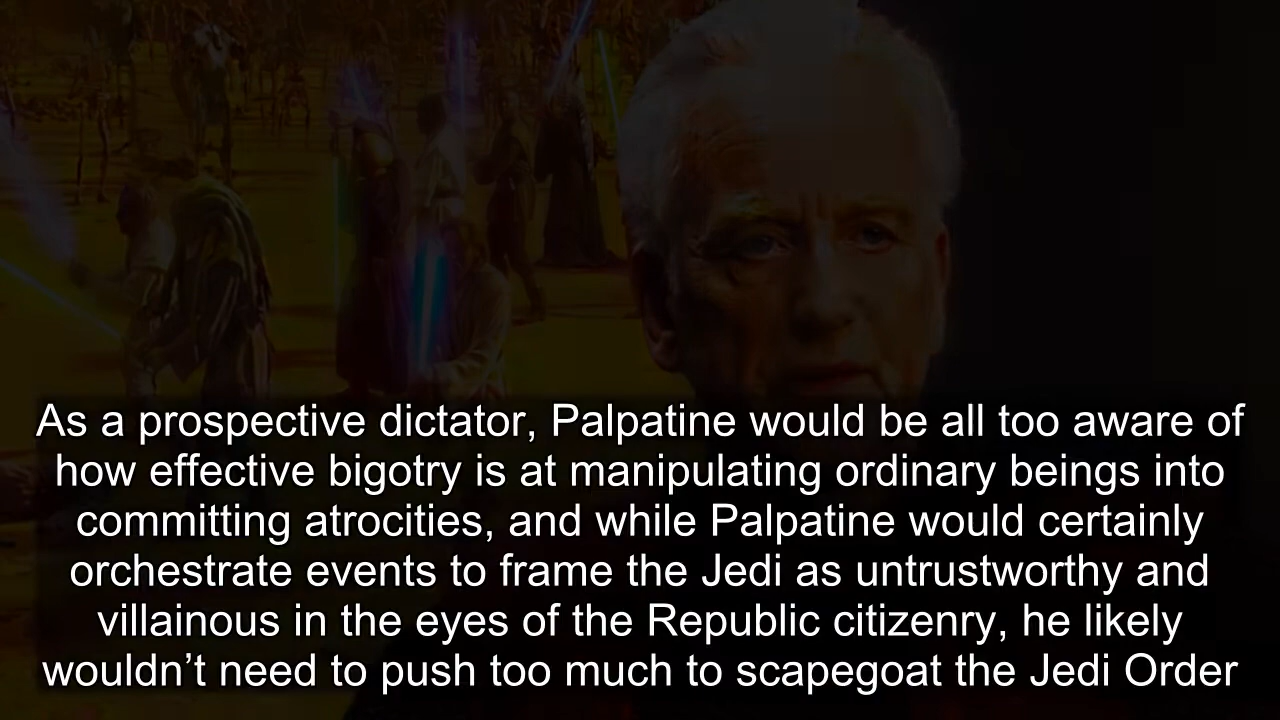 As a prospective dictator, Palpatine would be all too aware of
how effective bigotry is at manipulating ordinary beings into
committing atrocities, and while Palpatine would certainly
orchestrate events to frame the Jedi as untrustworthy and
villainous in the eyes of the Republic citizenry, he likely
wouldn’t need to push too much to scapegoat the Jedi Order